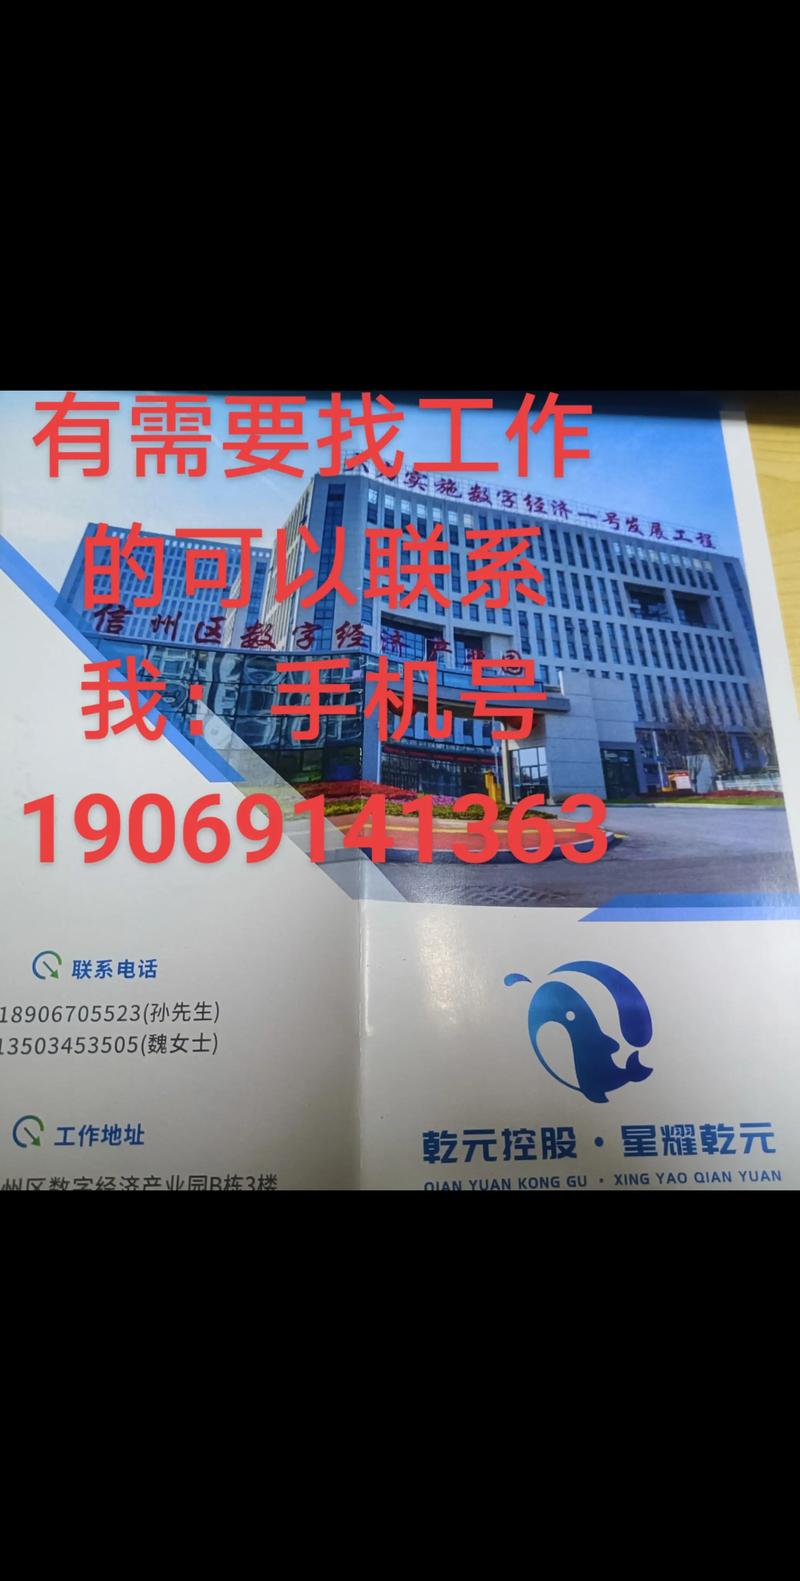 有需要找工作
的可以联系
我：手机号
19069141363
实施数字经济一号发展工程
信州区数字经济产业园
联系电话
18906705523(孙先生)
13503453505(魏女士)
工作地址
州区数字经济产业园B栋3楼
乾元控股·星耀乾元
QIAN YUAN KONG GU · XING YAO QIAN YUAN